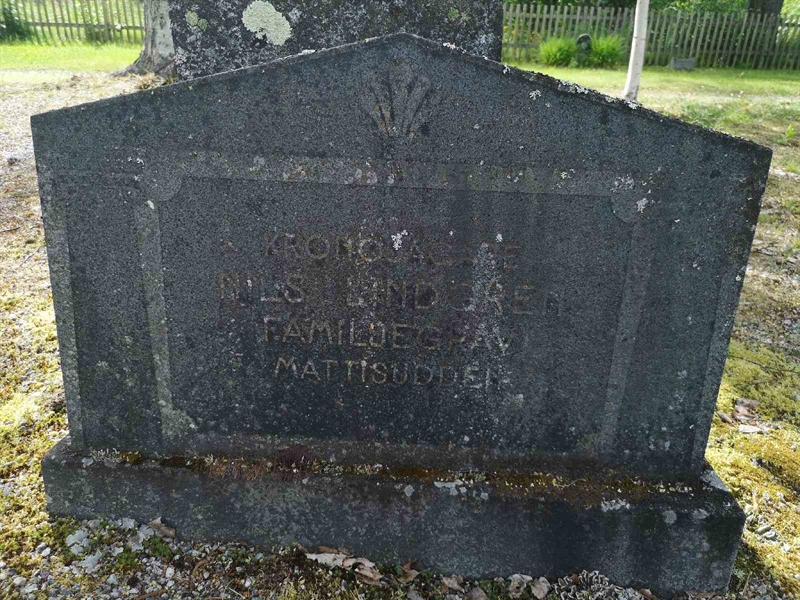 KRONOJÄGARE
NILS LINDGREN
FAMILJEGRAV
MATTISUDDEN